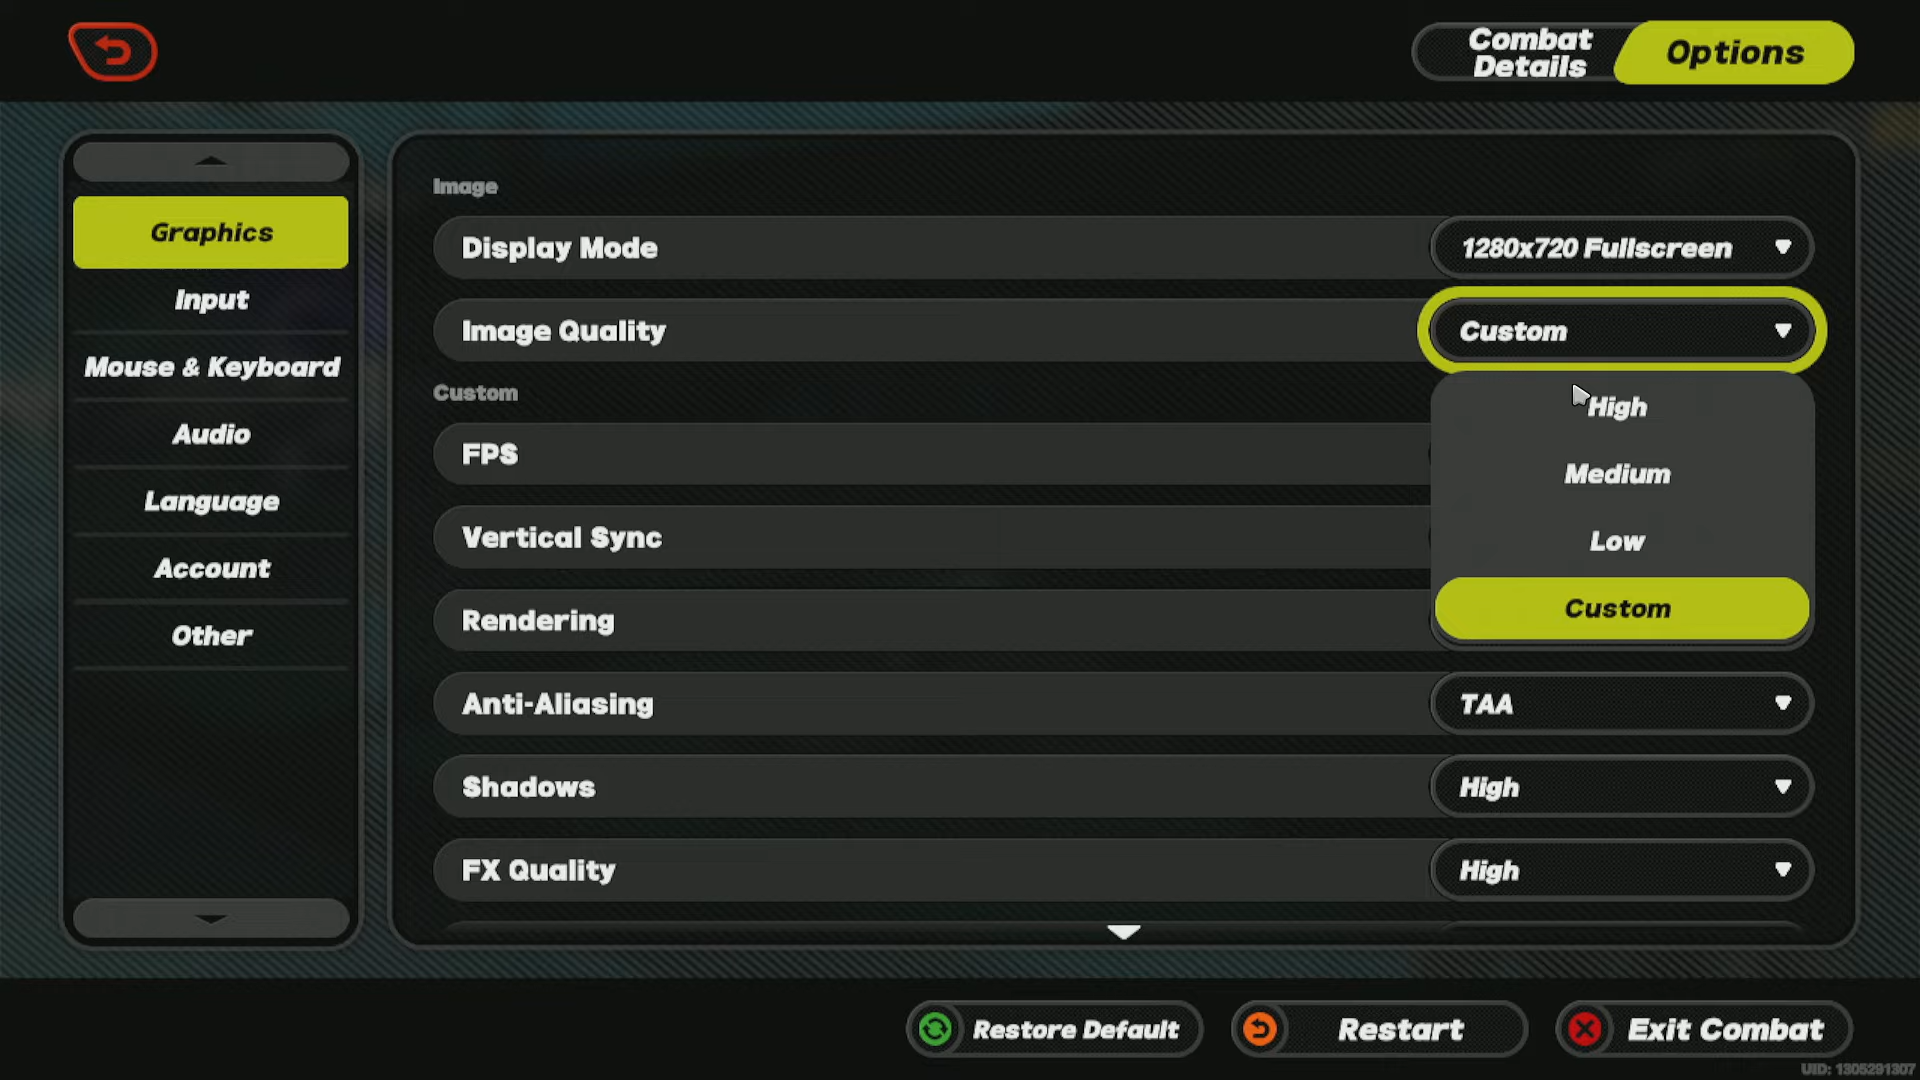 Combat
Details
Options
Graphics
Input
Mouse & Keyboard
Audio
Language
Account
Other
Image
Display Mode
1280x720 Fullscreen
Image Quality
Custom
Custom
High
FPS
Medium
Vertical Sync
Low
Rendering
Custom
Anti-Aliasing
TAA
Shadows
High
FX Quality
High
Restore Default
Restart
Exit Combat
UID: 1305291307